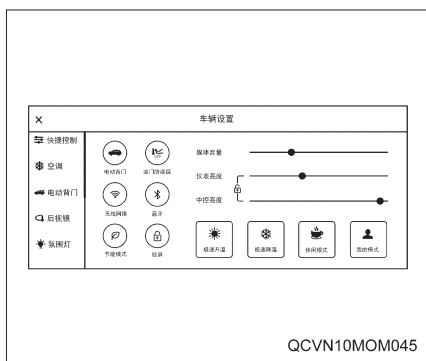 ×
车辆设置
快捷控制
空调
电动背门
后视镜
氛围灯
电动背门
油门防误踩
OFF
无线网络
蓝牙
节能模式
锁屏
媒体音量
仪表亮度
中控亮度
极速升温
极速降温
休闲模式
我的模式
QCVN10MOM045